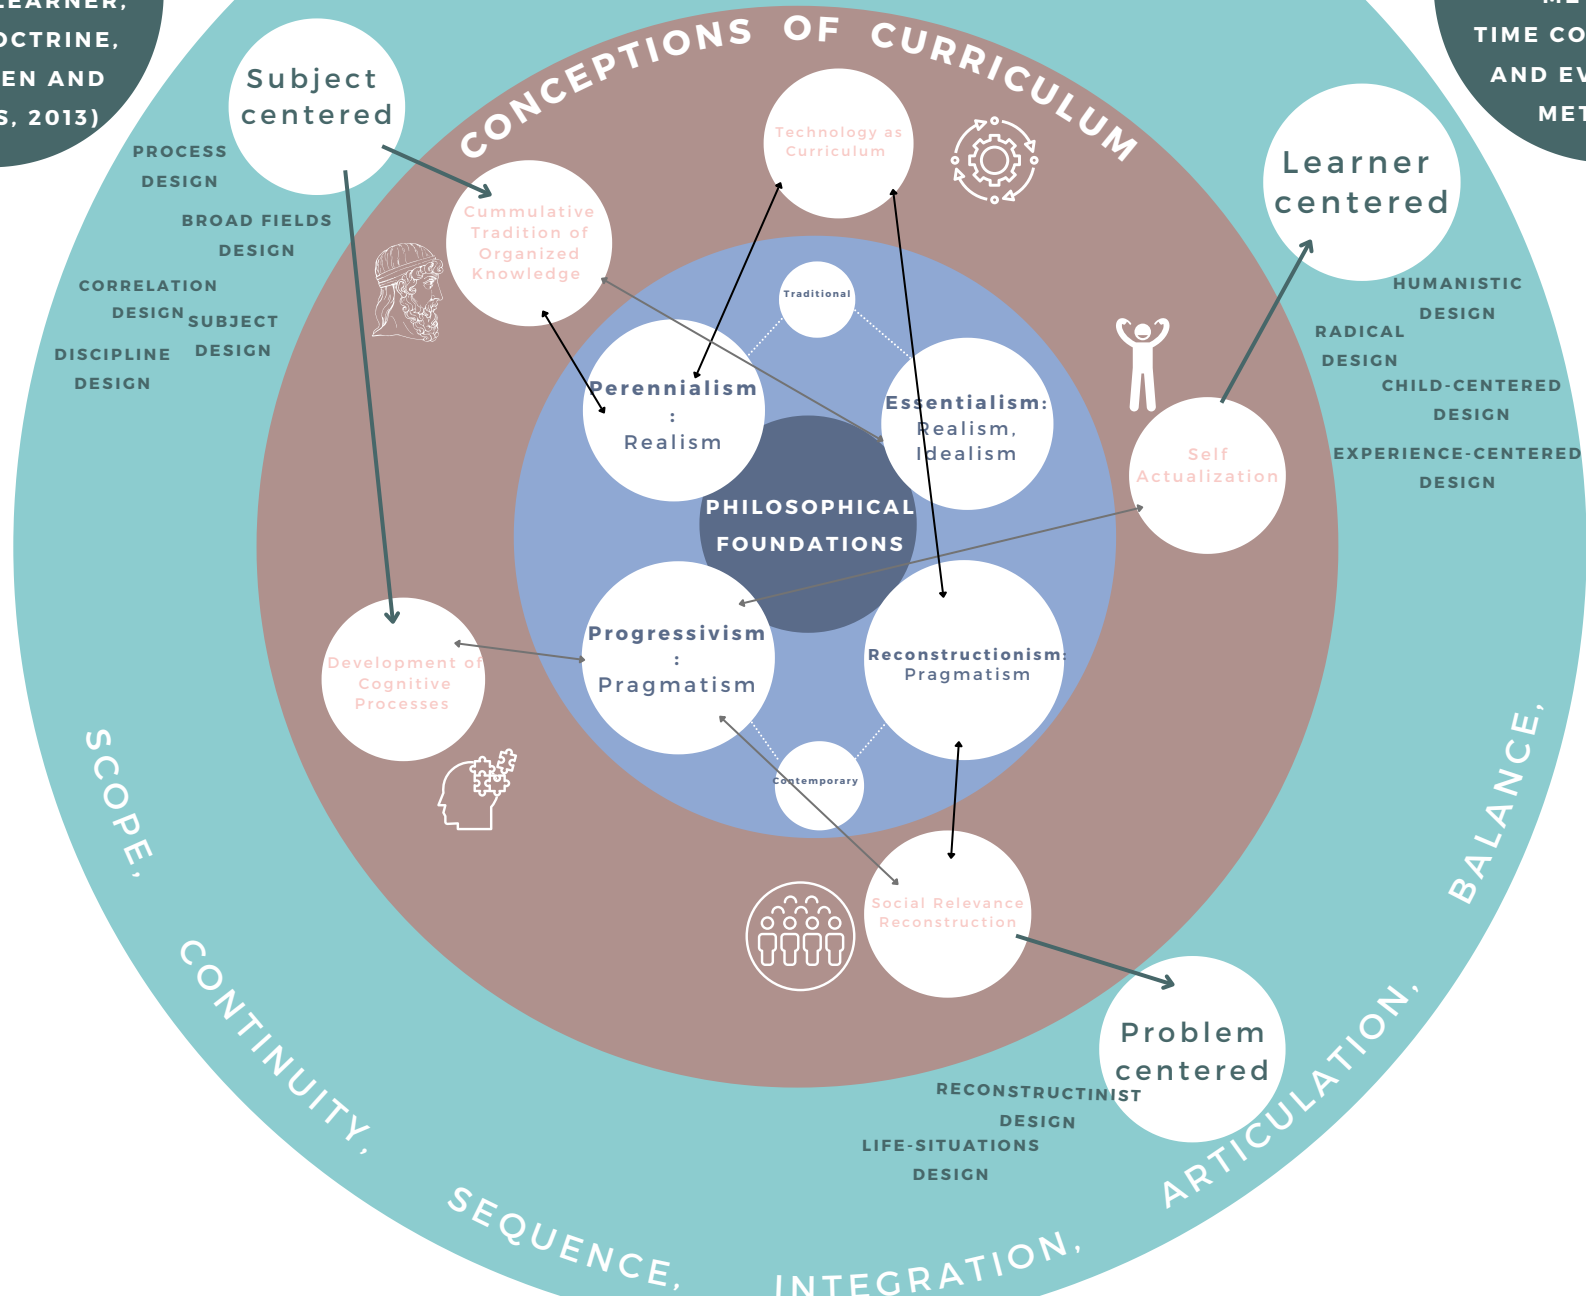 LEARNER,
OCTRINE,
EN AND
S, 2013)
ME
TIME CO
AND EV
MET
CONCEPTIONS OF CURRICULUM
Subject
centered
PROCESS
DESIGN
BROAD FIELDS
DESIGN
CORRELATION
DESIGN
SUBJECT
DESIGN
DISCIPLINE
DESIGN
Technology as
Curriculum
Cummulative
Tradition of
Organized
Knowledge
Learner
centered
HUMANISTIC
DESIGN
RADICAL
DESIGN
CHILD-CENTERED
DESIGN
EXPERIENCE-CENTERED
DESIGN
Traditional
Perennialism
:
Realism
Essentialism:
Realism,
Idealism
PHILOSOPHICAL
FOUNDATIONS
Self
Actualization
Progressivism
:
Pragmatism
Reconstructionism:
Pragmatism
Development of
Cognitive
Processes
Contemporary
Social Relevance
Reconstruction
Problem
centered
RECONSTRUCTINIST
DESIGN
LIFE-SITUATIONS
DESIGN
SCOPE,
CONTINUITY,
SEQUENCE,
INTEGRATION,
ARTICULATION,
BALANCE,